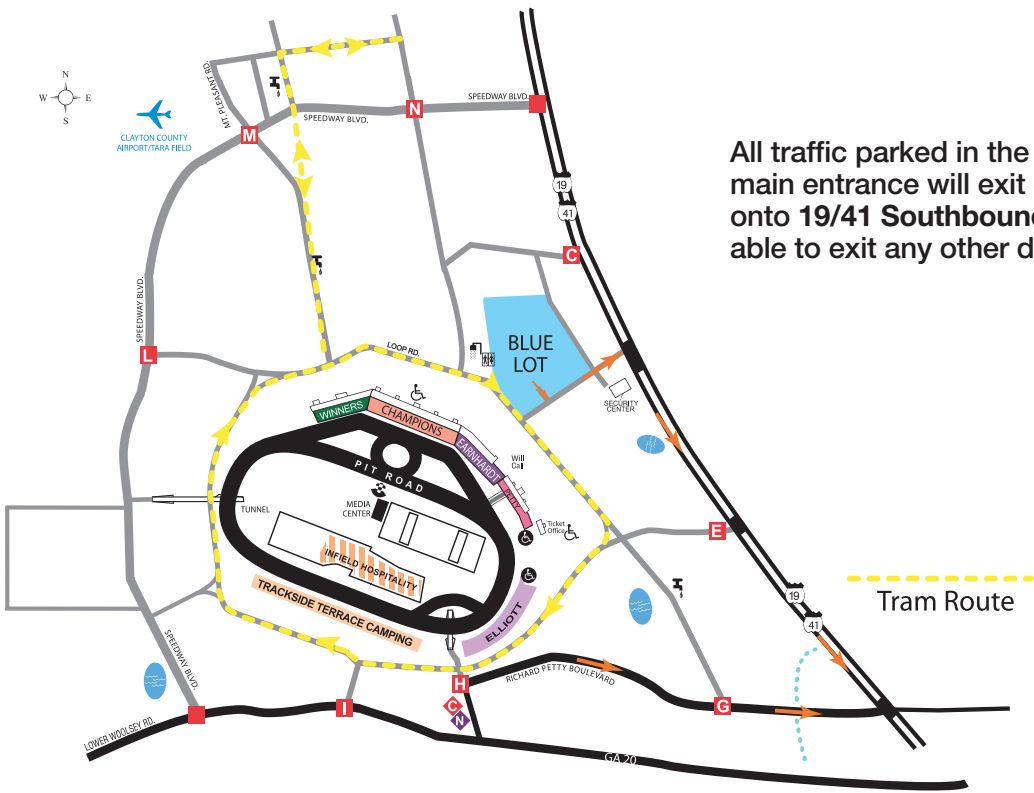 N
W E
S
CLAYTON COUNTY
AIRPORT/TARA FIELD
MT. PLEASANT RD.
M
SPEEDWAY BLVD.
N
SPEEDWAY BLVD.
19
41
All traffic parked in the
main entrance will exit
onto 19/41 Southbound
able to exit any other d
C
SPEEDWAY BLVD.
L
LOOP RD.
BLUE
LOT
SECURITY
CENTER
WINNERS
CHAMPIONS
EARNHARDT
PETTY
Will
Call
Ticket
Office
PIT ROAD
MEDIA
CENTER
TUNNEL
E
INFIELD HOSPITALITY
TRACKSIDE TERRACE CAMPING
ELLIOTT
19
41
Tram Route
SPEEDWAY BLVD.
H
RICHARD PETTY BOULEVARD
C
N
I
G
LOWER WOOLSEY RD.
GA 20